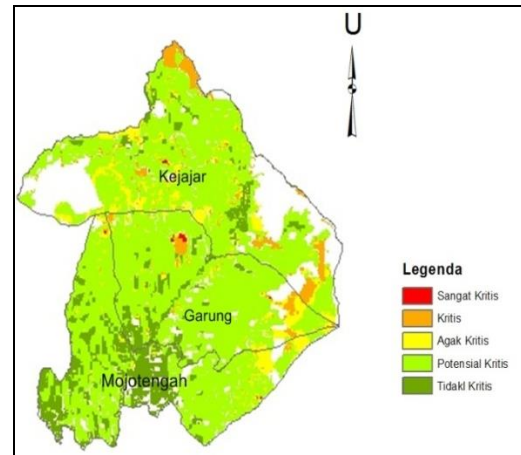 U
Kejajar
Garung
Mojotengah
Legenda
Sangat Kritis
Kritis
Agak Kritis
Potensial Kritis
Tidakl Kritis